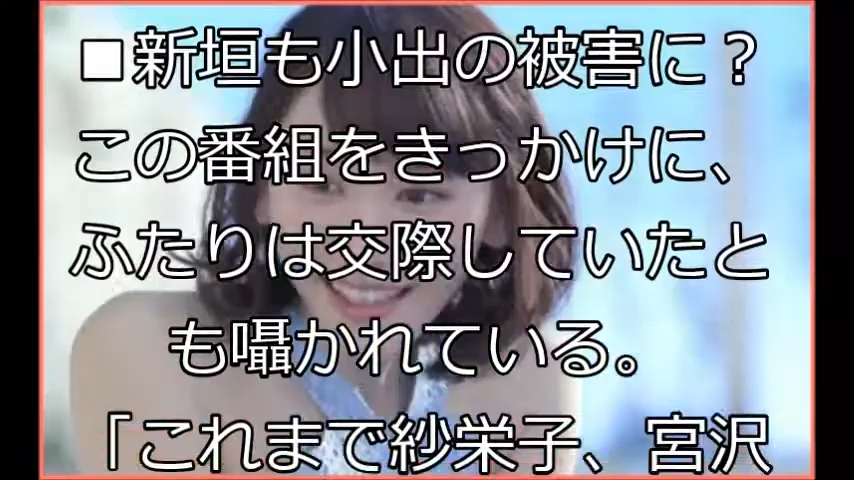 ■新垣も小出の被害に？
この番組をきっかけに、
ふたりは交際していたと
も囁かれている。
「これまで紗栄子、宮沢